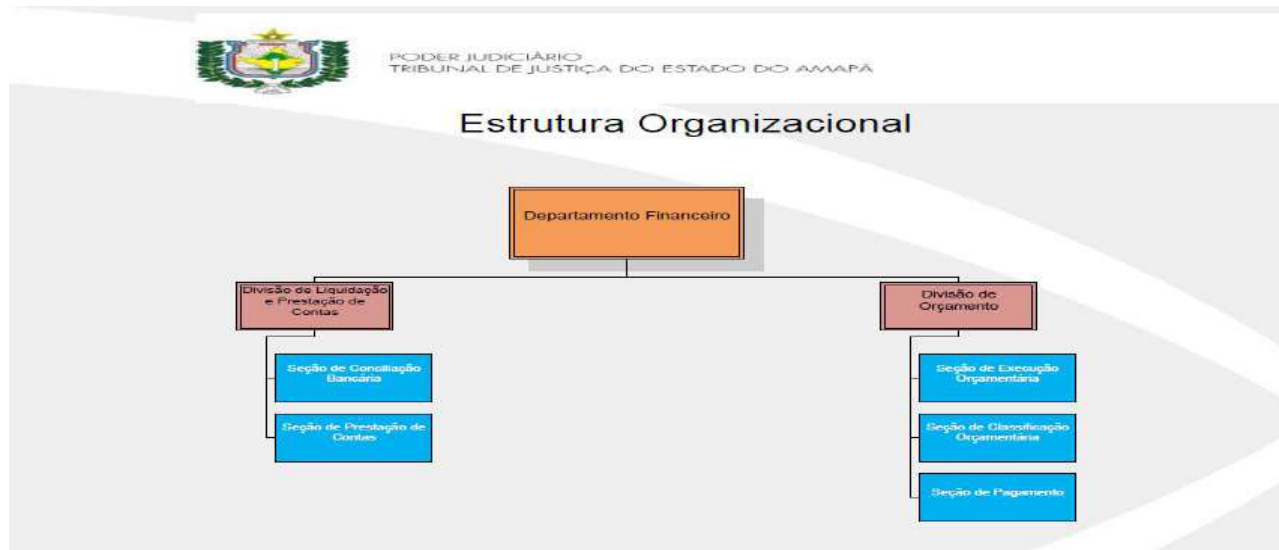 PODER JUDICIÁRIO
TRIBUNAL DE JUSTIÇA DO ESTADO DO AMAPÁ
Estrutura Organizacional
Departamento Financeiro
Divisão de Liquidação
e Prestação de
Contas
Seção de Conciliação
Bancária
Seção de Prestação de
Contas
Divisão de
Orçamento
Seção de Execução
Orçamentária
Seção de Classificação
Orçamentária
Seção de Pagamento